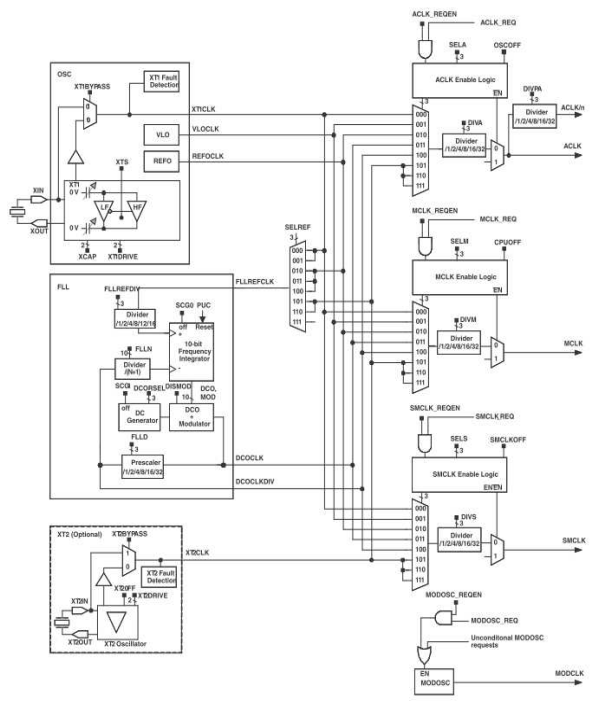 ACLK_REQEN
ACLK_REQ
SELA
3
OSCOFF
ACLK Enable Logic
EN
3
000
001
010
011
100
101
110
111
DIVA
3
Divider
/1/2/4/8/16/32
0
1
DIVPA
3
Divider
/1/2/4/8/16/32
ACLK/n
ACLK
OSC
XT1BYPASS
XT1 Fault
Detection
0
XT1CLK
VLO
VLOCLK
REFO
REFOCLK
XTS
XT1
0 V
LF
HF
0 V
XIN
XOUT
2
XCAP
2
XT1DRIVE
SELREF
3
000
001
010
011
100
101
110
111
FLLREFCLK
MCLK_REQEN
MCLK_REQ
SELM
3
CPUOFF
MCLK Enable Logic
EN
3
000
001
010
011
100
101
110
111
DIVM
3
Divider
/1/2/4/8/16/32
0
1
MCLK
FLL
FLLREFDIV
3
Divider
/1/2/4/8/12/16
SCG0
PUC
off
Reset
+
10-bit
Frequency
Integrator
-
FLLN
10
Divider
/(N+1)
DCORSEL
3
DISMOD
10
DCO,
MOD
off
DC
Generator
DCO
+
Modulator
FLLD
3
Prescaler
/1/2/4/8/16/32
DCOCLK
DCOCLKDIV
SMCLK_REQEN
SMCLK_REQ
SELS
3
SMCLKOFF
SMCLK Enable Logic
EN
3
000
001
010
011
100
101
110
111
DIVS
3
Divider
/1/2/4/8/16/32
0
1
SMCLK
XT2 (Optional)
XT2BYPASS
1
0
XT2CLK
XT2 Fault
Detection
XT2OFF
2
XT2DRIVE
XT2IN
XT2OUT
XT2 Oscillator
MODOSC_REQEN
MODOSC_REQ
Unconditonal MODOSC
requests
EN
MODOSC
MODCLK